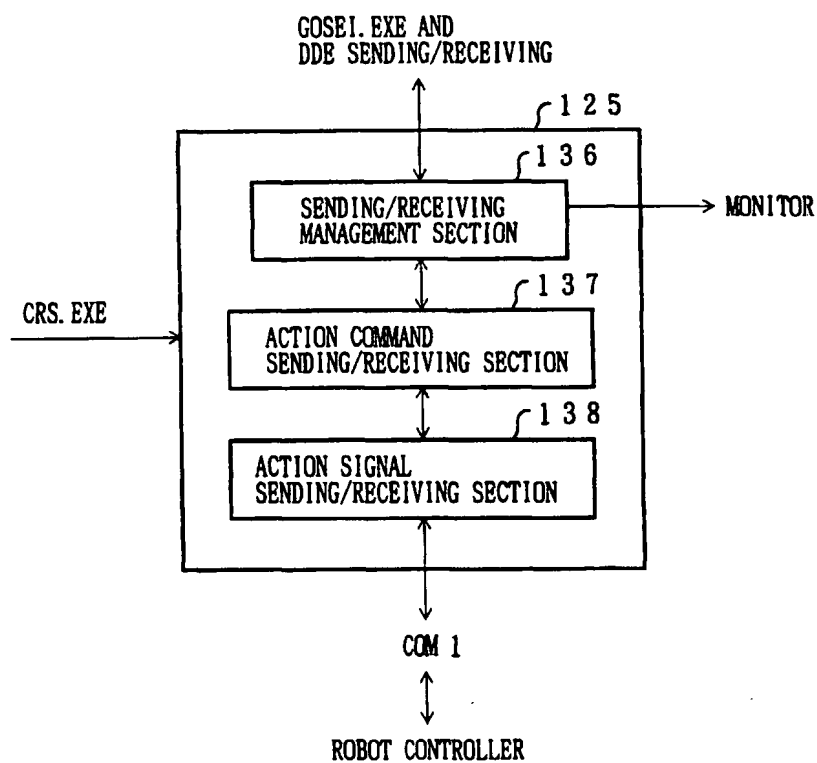 GOSEI.EXE AND
DDE SENDING/RECEIVING
125
136
SENDING/RECEIVING
MANAGEMENT SECTION
MONITOR
137
CRS.EXE
ACTION COMMAND
SENDING/RECEIVING SECTION
138
ACTION SIGNAL
SENDING/RECEIVING SECTION
COM 1
ROBOT CONTROLLER